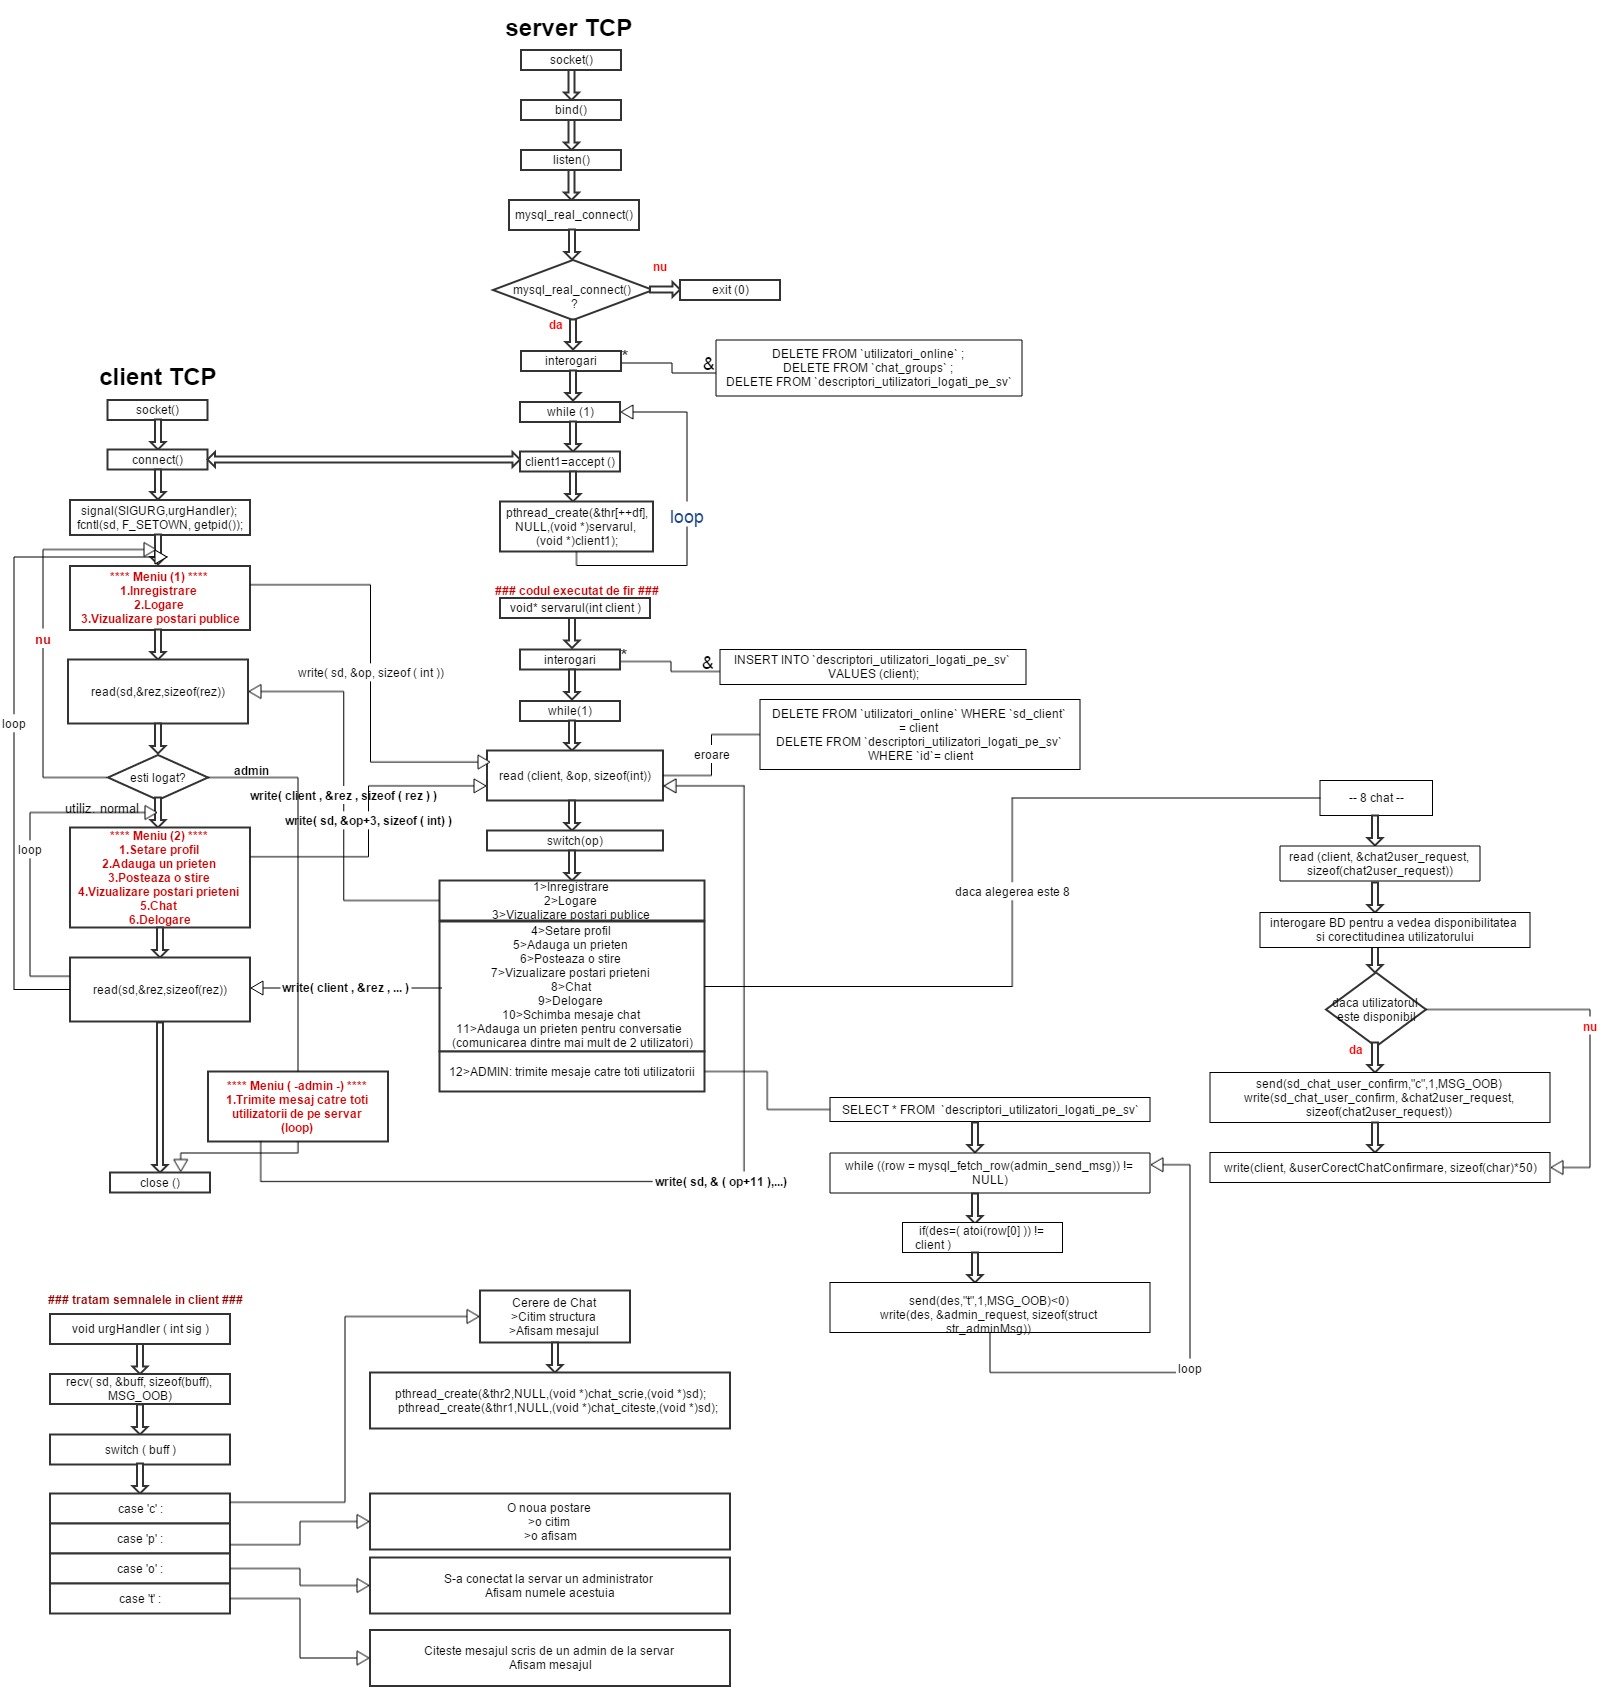 server TCP
socket()
bind()
listen()
mysql_real_connect()
mysql_real_connect()
?
nu
exit (0)
da
interogari
*
&
DELETE FROM `utilizatori_online` ;
DELETE FROM `chat_groups` ;
DELETE FROM `descriptori_utilizatori_logati_pe_sv`
while (1)
client1=accept ()
pthread_create(&thr[++df],
NULL,(void *)servarul,
(void *)client1);
loop
client TCP
socket()
connect()
signal(SIGURG,urgHandler);
fcntl(sd, F_SETOWN, getpid());
**** Meniu (1) ****
1.Inregistrare
2.Logare
3.Vizualizare postari publice
nu
read(sd,&rez,sizeof(rez))
loop
esti logat?
admin
utiliz. normal
loop
**** Meniu (2) ****
1.Setare profil
2.Adauga un prieten
3.Posteaza o stire
4.Vizualizare postari prieteni
5.Chat
6.Delogare
read(sd,&rez,sizeof(rez))
**** Meniu ( -admin -) ****
1.Trimite mesaj catre toti
utilizatorii de pe servar
(loop)
close ()
write( sd, &op, sizeof ( int ))
write( client , &rez , sizeof ( rez ) )
write( sd, &op+3, sizeof ( int) )
write( client , &rez , ... )
write( sd, & ( op+11 ),...)
### codul executat de fir ###
void* servarul(int client )
interogari
*
&
INSERT INTO `descriptori_utilizatori_logati_pe_sv`
VALUES (client);
while(1)
read (client, &op, sizeof(int))
eroare
DELETE FROM `utilizatori_online` WHERE `sd_client`
= client
DELETE FROM `descriptori_utilizatori_logati_pe_sv`
WHERE `id`= client
switch(op)
1>Inregistrare
2>Logare
3>Vizualizare postari publice
4>Setare profil
5>Adauga un prieten
6>Posteaza o stire
7>Vizualizare postari prieteni
8>Chat
9>Delogare
10>Schimba mesaje chat
11>Adauga un prieten pentru conversatie
(comunicarea dintre mai mult de 2 utilizatori)
12>ADMIN: trimite mesaje catre toti utilizatorii
daca alegerea este 8
-- 8 chat --
read (client, &chat2user_request,
sizeof(chat2user_request))
interogare BD pentru a vedea disponibilitatea
si corectitudinea utilizatorului
daca utilizatorul
este disponibil
nu
da
send(sd_chat_user_confirm,"c",1,MSG_OOB)
write(sd_chat_user_confirm, &chat2user_request,
sizeof(chat2user_request))
write(client, &userCorectChatConfirmare, sizeof(char)*50)
SELECT * FROM `descriptori_utilizatori_logati_pe_sv`
while ((row = mysql_fetch_row(admin_send_msg)) !=
NULL)
if(des=( atoi(row[0] )) !=
client )
send(des,"t",1,MSG_OOB)<0)
write(des, &admin_request, sizeof(struct
str_adminMsg))
loop
### tratam semnalele in client ###
void urgHandler ( int sig )
recv( sd, &buff, sizeof(buff),
MSG_OOB)
switch ( buff )
case 'c' :
case 'p' :
case 'o' :
case 't' :
Cerere de Chat
>Citim structura
>Afisam mesajul
pthread_create(&thr2,NULL,(void *)chat_scrie,(void *)sd);
pthread_create(&thr1,NULL,(void *)chat_citeste,(void *)sd);
O noua postare
>o citim
>o afisam
S-a conectat la servar un administrator
Afisam numele acestuia
Citeste mesajul scris de un admin de la servar
Afisam mesajul